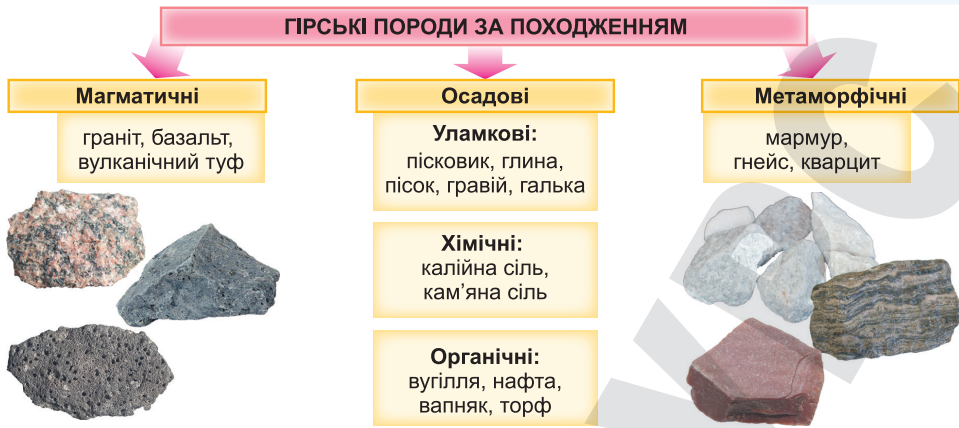 ГІРСЬКІ ПОРОДИ ЗА ПОХОДЖЕННЯМ
Магматичні
граніт, базальт,
вулканічний туф
Осадові
Уламкові:
пісковик, глина,
пісок, гравій, галька
Хімічні:
калійна сіль,
кам’яна сіль
Органічні:
вугілля, нафта,
вапняк, торф
Метаморфічні
мармур,
гнейс, кварцит